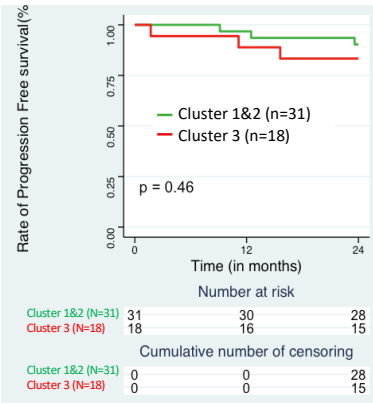 Rate of Progression Free survival(%
1.00
0.75
0.50
0.25
0.00
Cluster 1&2 (n=31)
Cluster 3 (n=18)
p = 0.46
0 12 24
Time (in months)
Number at risk
Cluster 1&2 (N=31) 31 30 28
Cluster 3 (N=18) 18 16 15
Cumulative number of censoring
Cluster 1&2 (N=31) 0 0 28
Cluster 3 (N=18) 0 0 15